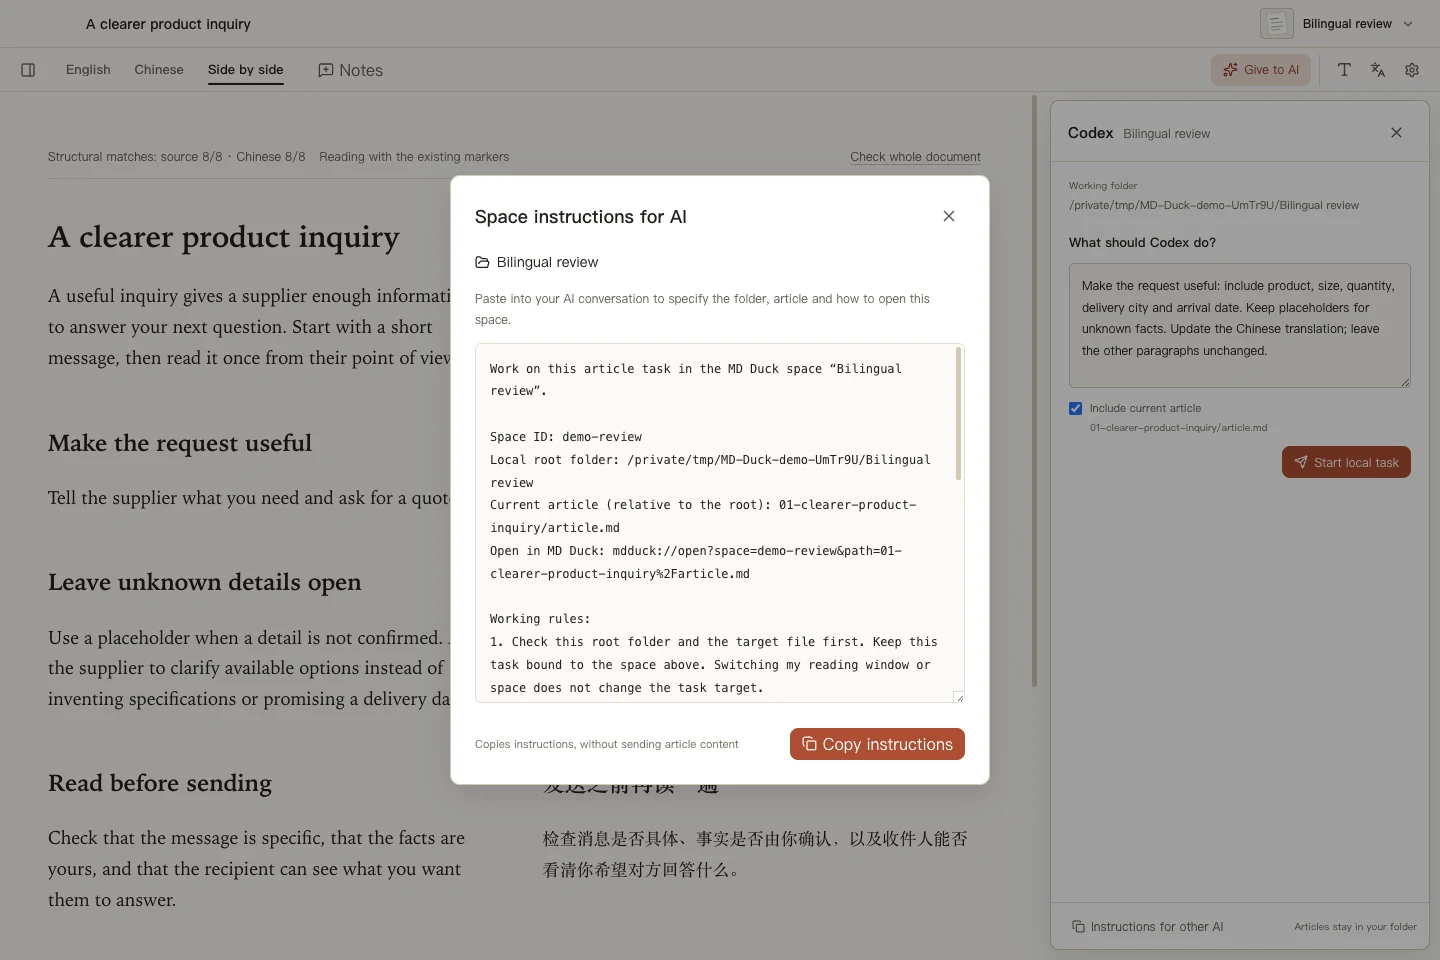 A clearer product inquiry
Bilingual review
English
Chinese
Side by side
Notes
Give to AI
Structural matches: source 8/8 · Chinese 8/8 Reading with the existing markers
Check whole document
A clearer product inquiry
A useful inquiry gives a supplier enough informati
to answer your next question. Start with a short
message, then read it once from their point of view
Make the request useful
Tell the supplier what you need and ask for a quot
Leave unknown details open
Use a placeholder when a detail is not confirmed.
the supplier to clarify available options instead of
inventing specifications or promising a delivery da
Read before sending
Check that the message is specific, that the facts are
yours, and that the recipient can see what you want
them to answer.
检查消息是否具体、事实是否由你确认，以及收件人能否
看清你希望对方回答什么。
Space instructions for AI
Bilingual review
Paste into your AI conversation to specify the folder, article and how to open this
space.
Work on this article task in the MD Duck space “Bilingual
review”.
Space ID: demo-review
Local root folder: /private/tmp/MD-Duck-demo-UmTr9U/Bilingual
review
Current article (relative to the root): 01-clearer-product-
inquiry/article.md
Open in MD Duck: mdduck://open?space=demo-review&path=01-
clearer-product-inquiry%2Farticle.md
Working rules:
1. Check this root folder and the target file first. Keep this
task bound to the space above. Switching my reading window or
space does not change the task target.
Copies instructions, without sending article content
Copy instructions
Codex Bilingual review
Working folder
/private/tmp/MD-Duck-demo-UmTr9U/Bilingual review
What should Codex do?
Make the request useful: include product, size, quantity,
delivery city and arrival date. Keep placeholders for
unknown facts. Update the Chinese translation; leave
the other paragraphs unchanged.
Include current article
01-clearer-product-inquiry/article.md
Start local task
Instructions for other AI
Articles stay in your folder